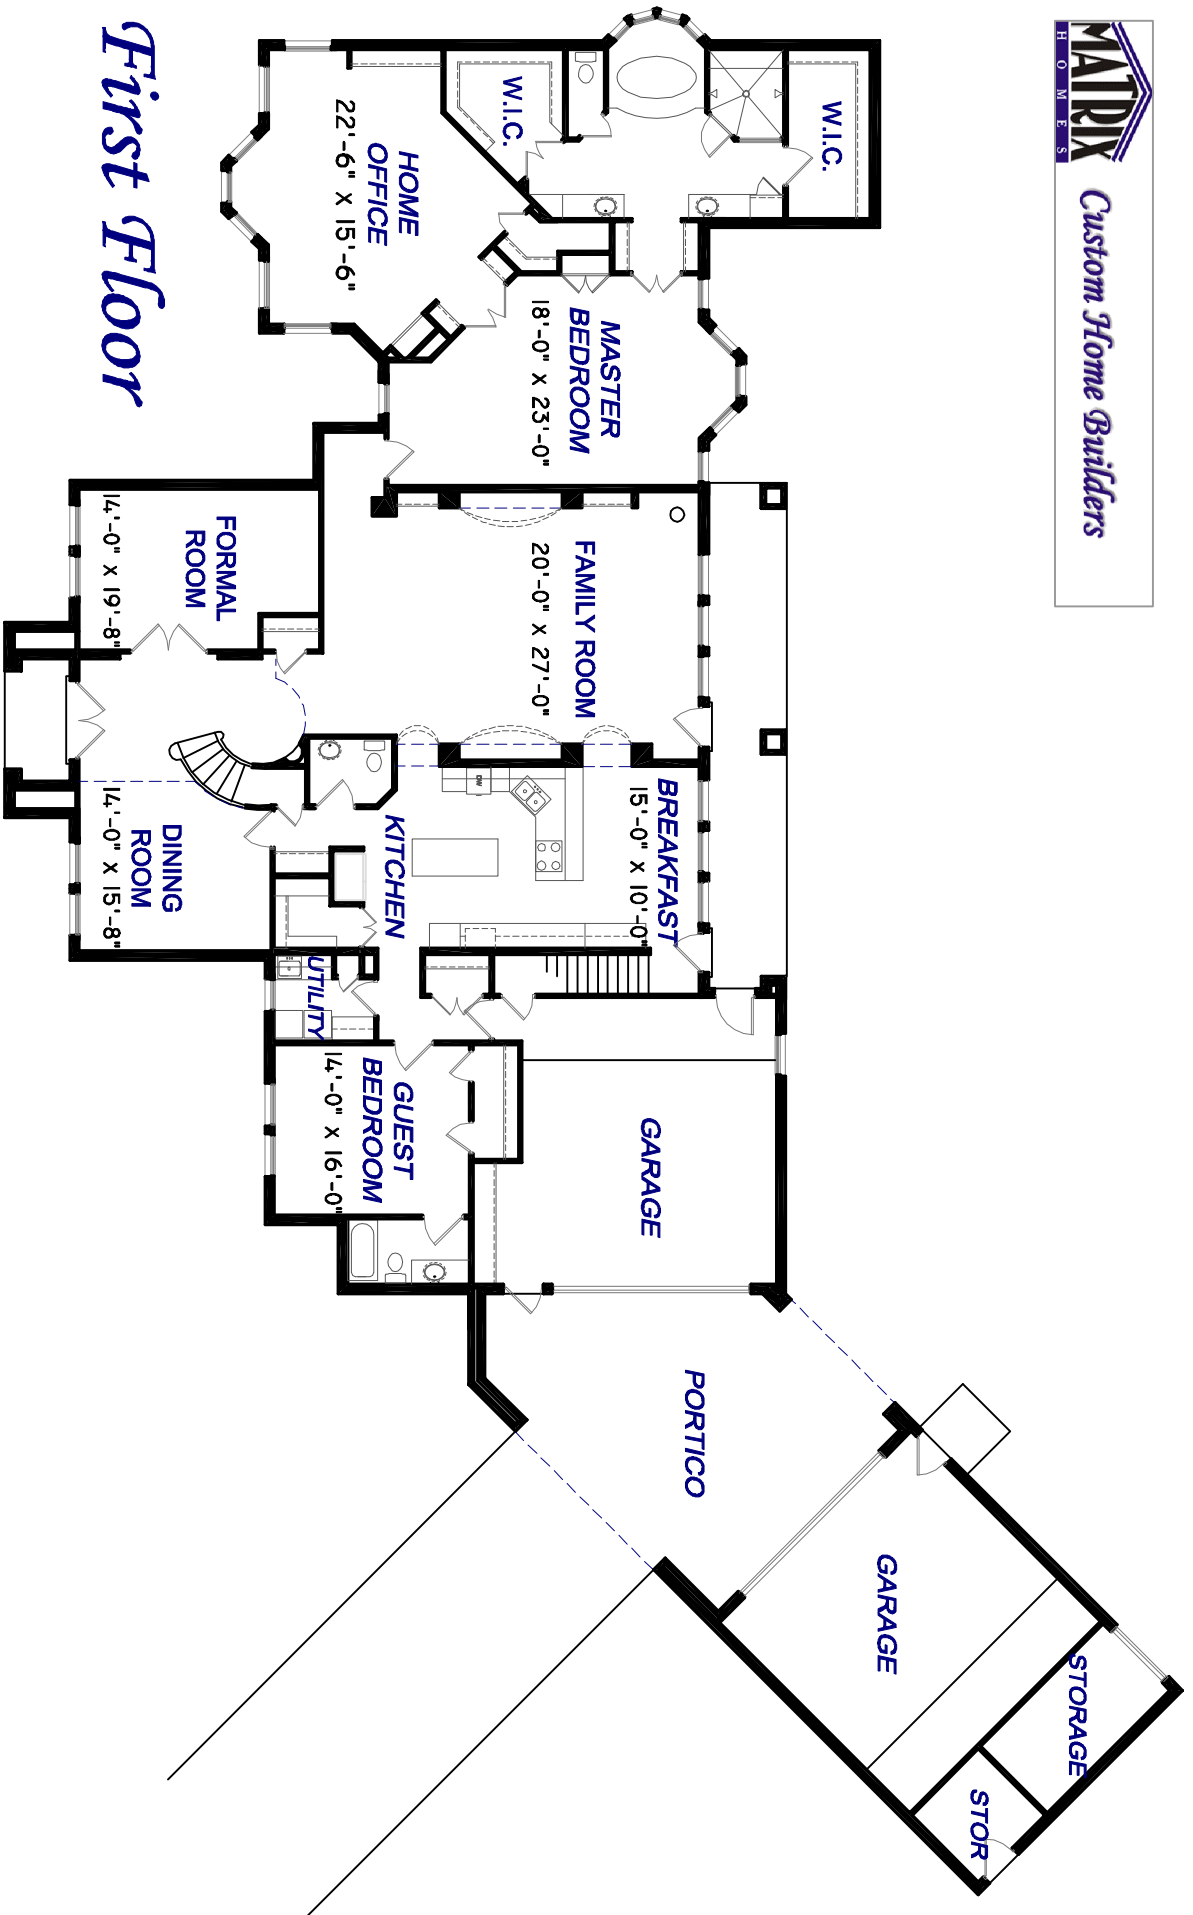 MATRIX
HOMES
Custom Home Builders
W.I.C.
W.I.C.
HOME
OFFICE
22'-6" X 15'-6"
MASTER
BEDROOM
18'-0" X 23'-0"
First Floor
FORMAL
ROOM
14'-0" X 19'-8"
FAMILY ROOM
20'-0" X 27'-0"
BREAKFAST
15'-0" X 10'-0"
DW
KITCHEN
DINING
ROOM
14'-0" X 15'-8"
UTILITY
GUEST
BEDROOM
14'-0" X 16'-0"
GARAGE
PORTICO
GARAGE
STORAGE
STOR